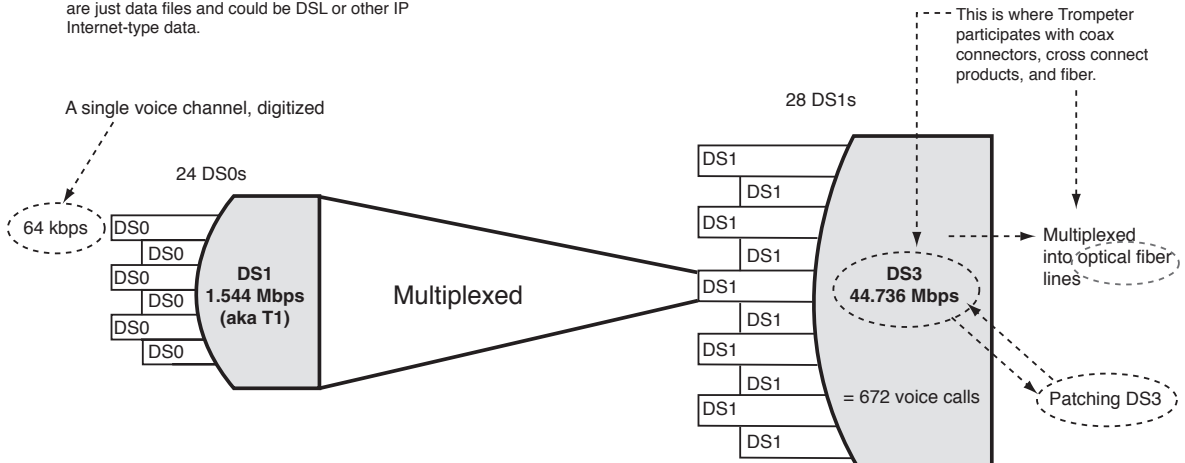 are just data files and could be DSL or other IP
Internet-type data.
This is where Trompeter
participates with coax
connectors, cross connect
products, and fiber.
A single voice channel, digitized
28 DS1s
24 DS0s
64 kbps
DS0
DS0
DS0
DS0
DS0
DS0
DS1
1.544 Mbps
(aka T1)
Multiplexed
DS1
DS1
DS1
DS1
DS1
DS1
DS1
DS1
DS1
DS1
DS3
44.736 Mbps
= 672 voice calls
Multiplexed
into optical fiber
lines
Patching DS3